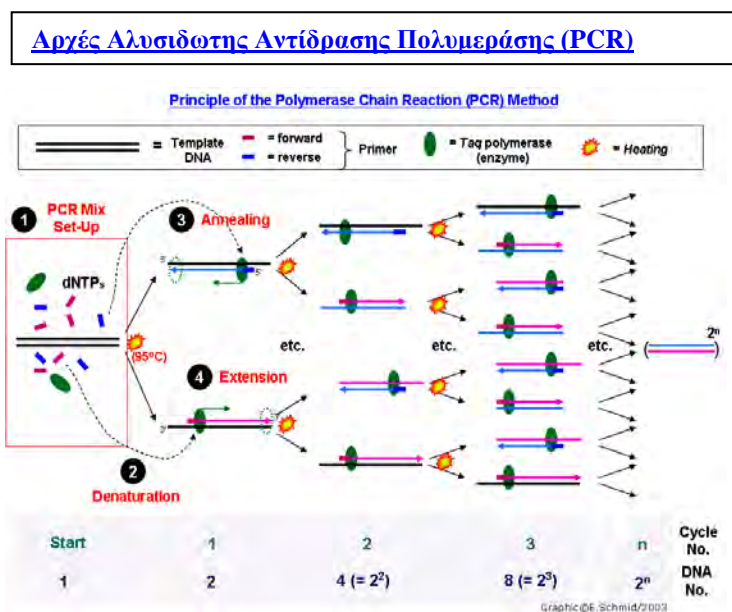 Αρχές Αλυσιδωτης Αντίδρασης Πολυμεράσης (PCR)
Principle of the Polymerase Chain Reaction (PCR) Method
= Template DNA
= forward
= reverse
Primer
= Taq polymerase (enzyme)
= Heating
1 PCR Mix Set-Up
dNTPs
(95°C)
2 Denaturation
3 Annealing
5'
5'
4 Extension
etc.
etc.
etc.
2ⁿ
Start 1 2 3 n Cycle No.
1 2 4 (= 2²) 8 (= 2³) 2ⁿ DNA No.
Graphic©E.Schmid/2003